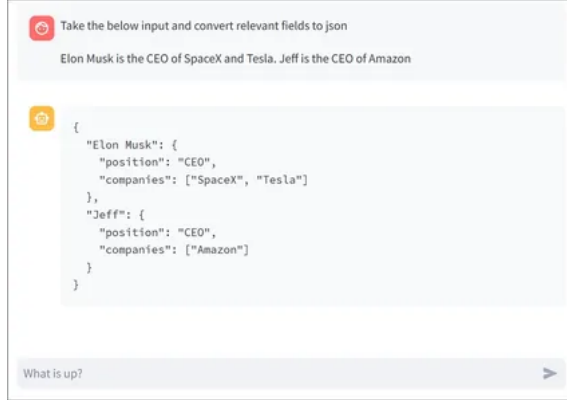 Take the below input and convert relevant fields to json
Elon Musk is the CEO of SpaceX and Tesla. Jeff is the CEO of Amazon
{
  "Elon Musk": {
    "position": "CEO",
    "companies": ["SpaceX", "Tesla"]
  },
  "Jeff": {
    "position": "CEO",
    "companies": ["Amazon"]
  }
}
What is up?